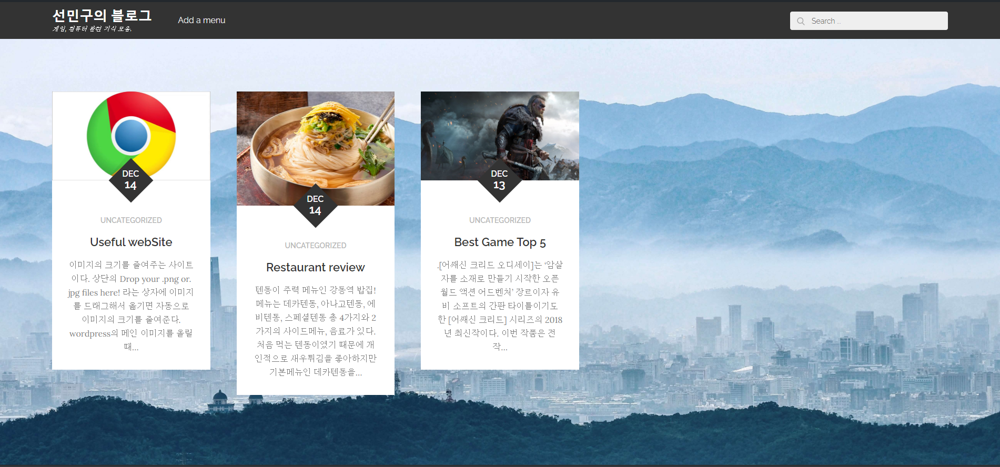 선민구의 블로그
게임, 컴퓨터 관련 지식 모음.
Add a menu
Search ...
DEC
14
UNCATEGORIZED
Useful webSite
이미지의 크기를 줄여주는 사이트
이다. 상단의 Drop your .png or.
jpg files here! 라는 상자에 이미지
를 드래그해서 옮기면 자동으로
이미지의 크기를 줄여준다.
wordpress의 메인 이미지를 올릴
때...
DEC
14
UNCATEGORIZED
Restaurant review
텐동이 주력 메뉴인 강동역 밥집!
메뉴는 데카텐동, 아나고텐동, 에
비텐동, 스페셜텐동 총 4가지와 2
가지의 사이드메뉴, 음료가 있다.
처음 먹는 텐동이였기 때문에 개
인적으로 새우튀김을 좋아하지만
기본메뉴인 데카텐동을...
DEC
13
UNCATEGORIZED
Best Game Top 5
.[어쌔신 크리드 오디세이]는 ‘암살
자를 소재로 만들기 시작한 오픈
월드 액션 어드벤처’ 장르이자 유
비 소프트의 간판 타이틀이기도
한 [어쌔신 크리드] 시리즈의 2018
년 최신작이다. 이번 작품은 전
작...